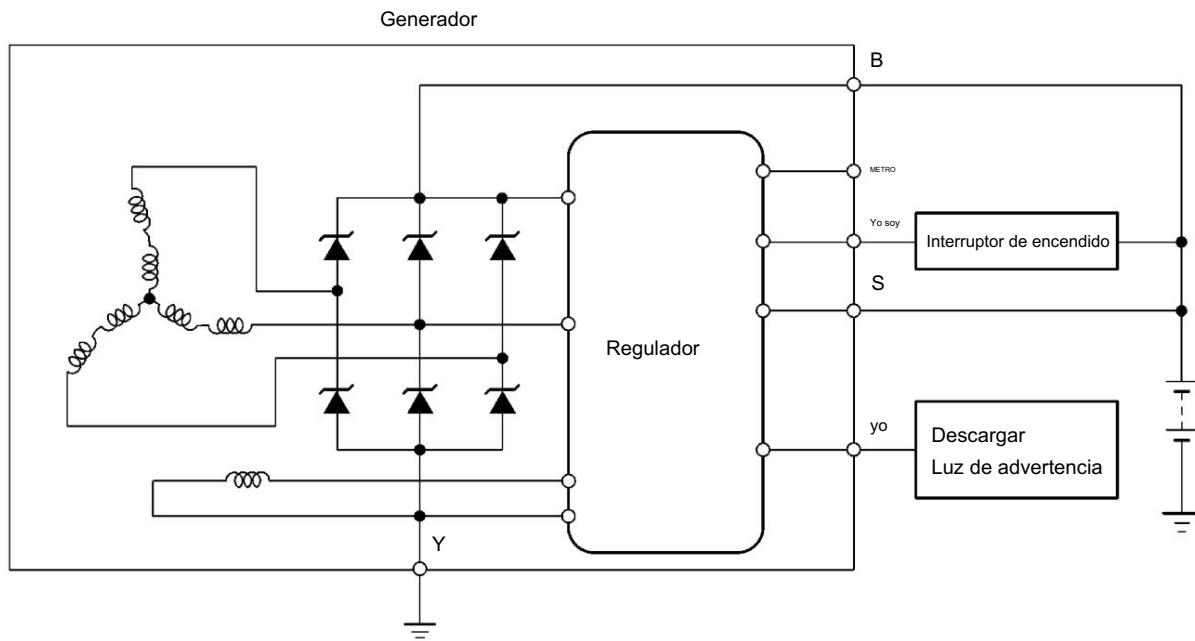 Generador
B
METRO
Yo soy
Interruptor de encendido
S
Regulador
yo
Descargar
Luz de advertencia
Y